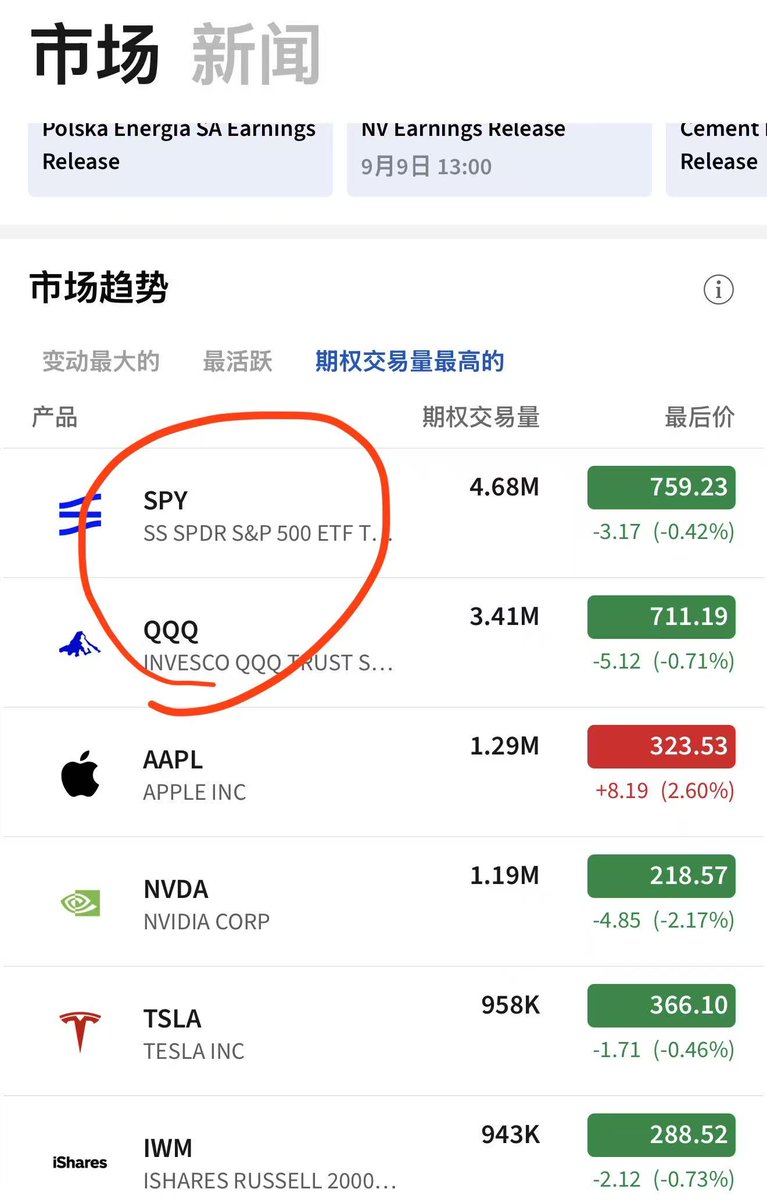 市场 新闻
Polska Energia SA Earnings Release
NV Earnings Release
9月9日 13:00
Cement
Release
市场趋势
变动最大的 最活跃 期权交易量最高的
产品 期权交易量 最后价
SPY 4.68M 759.23
SS SPDR S&P 500 ETF T... -3.17 (-0.42%)
QQQ 3.41M 711.19
INVESCO QQQ TRUST S... -5.12 (-0.71%)
AAPL 1.29M 323.53
APPLE INC +8.19 (2.60%)
NVDA 1.19M 218.57
NVIDIA CORP -4.85 (-2.17%)
TSLA 958K 366.10
TESLA INC -1.71 (-0.46%)
iShares IWM 943K 288.52
ISHARES RUSSELL 2000... -2.12 (-0.73%)